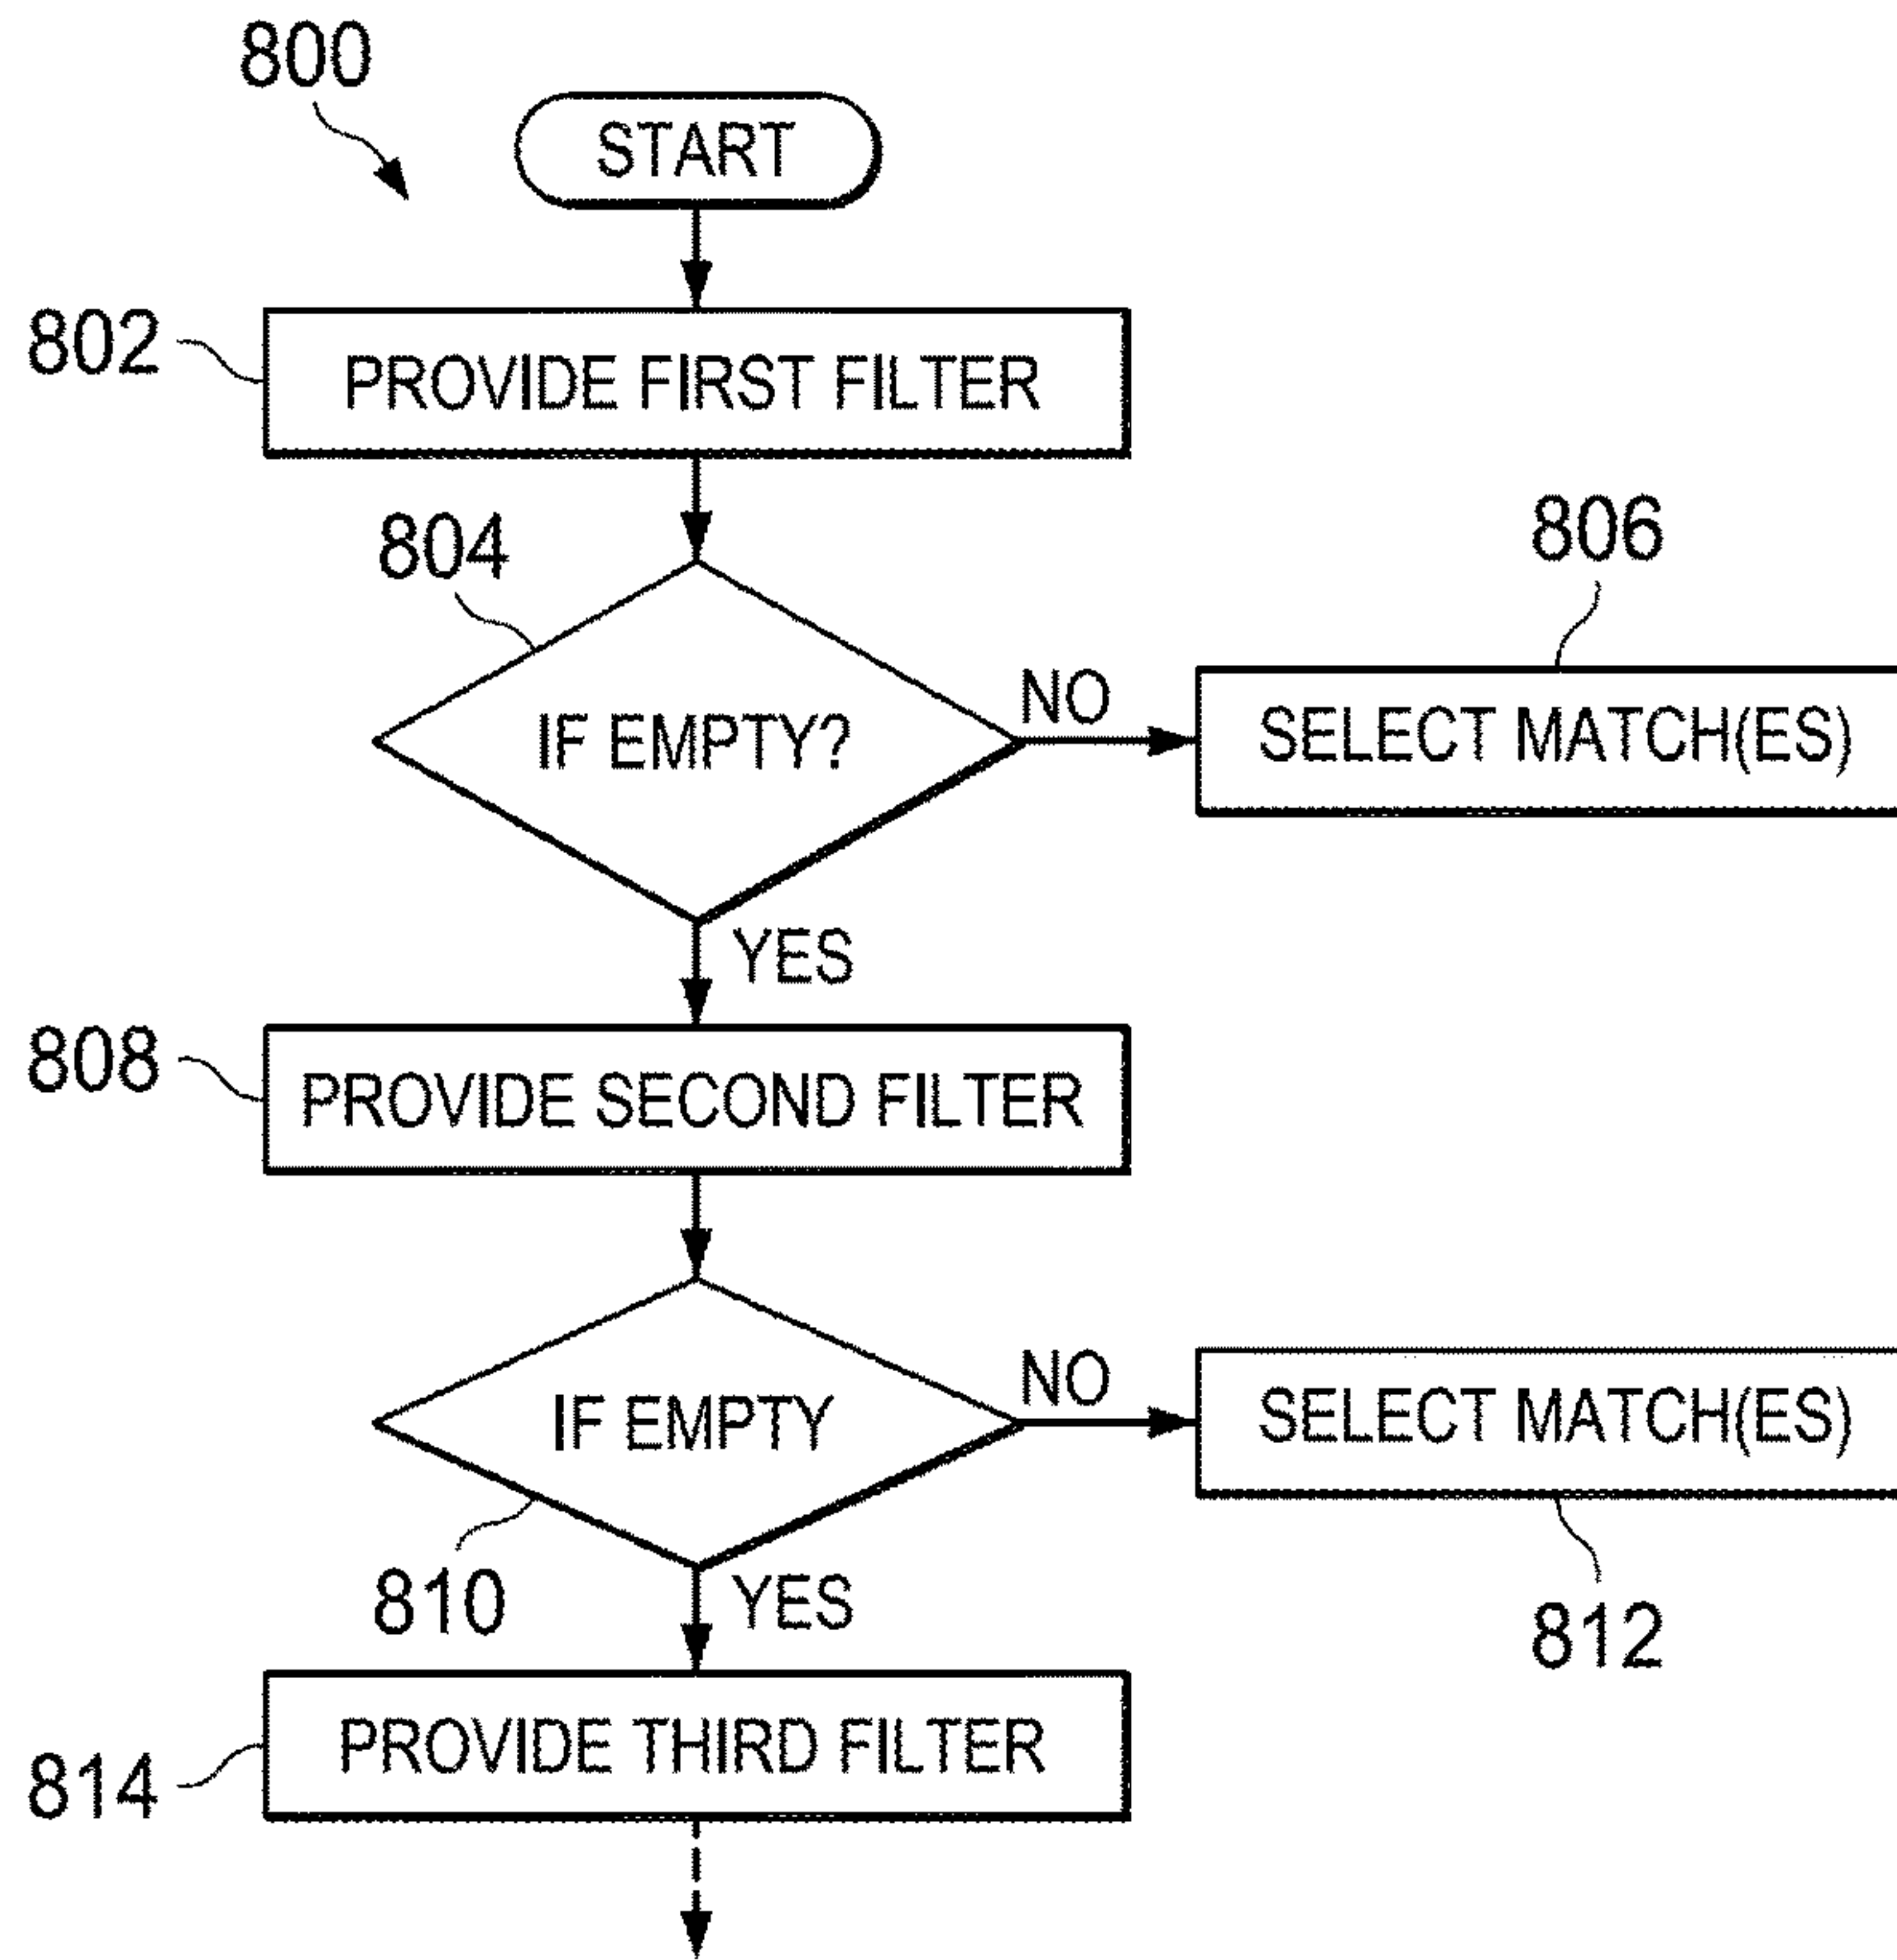 800
START
802
PROVIDE FIRST FILTER
804
806
IF EMPTY?
NO
SELECT MATCH(ES)
YES
808
PROVIDE SECOND FILTER
IF EMPTY
NO
SELECT MATCH(ES)
810
YES
812
PROVIDE THIRD FILTER
814